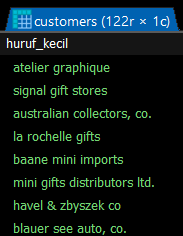 customers (122r × 1c)
huruf_kecil
atelier graphique
signal gift stores
australian collectors, co.
la rochelle gifts
baane mini imports
mini gifts distributors ltd.
havel & zbyszek co
blauer see auto, co.